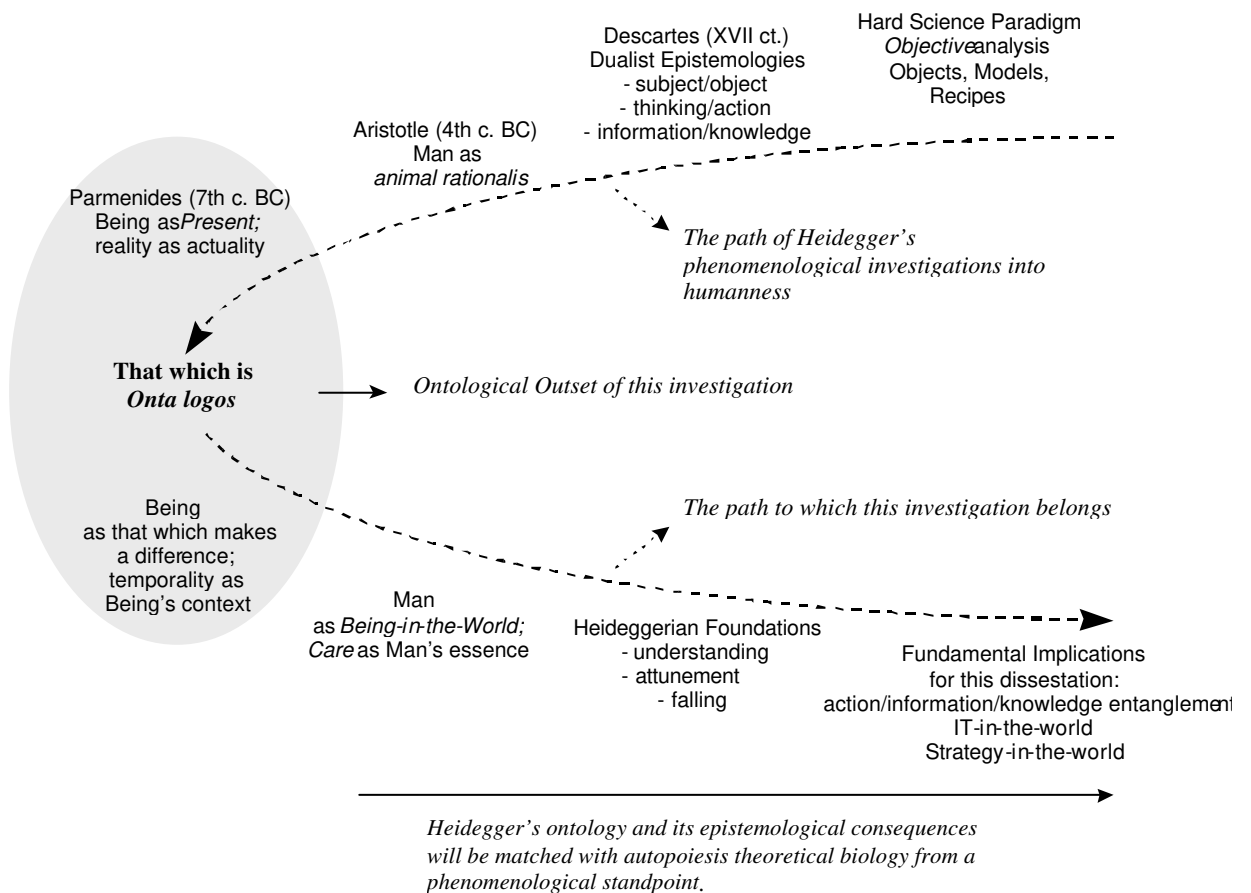 Hard Science Paradigm
Objectiveanalysis
Objects, Models,
Recipes
Descartes (XVII ct.)
Dualist Epistemologies
- subject/object
- thinking/action
- information/knowledge
Aristotle (4th c. BC)
Man as
animal rationalis
Parmenides (7th c. BC)
Being as Present;
reality as actuality
The path of Heidegger's
phenomenological investigations into
humanness
That which is
Onta logos
Ontological Outset of this investigation
Being
as that which makes
a difference;
temporality as
Being's context
The path to which this investigation belongs
Man
as Being-in-the-World;
Care as Man's essence
Heideggerian Foundations
- understanding
- attunement
- falling
Fundamental Implications
for this dissestation:
action/information/knowledge entanglement
IT-in-the-world
Strategy-in-the-world
Heidegger's ontology and its epistemological consequences
will be matched with autopoiesis theoretical biology from a
phenomenological standpoint.